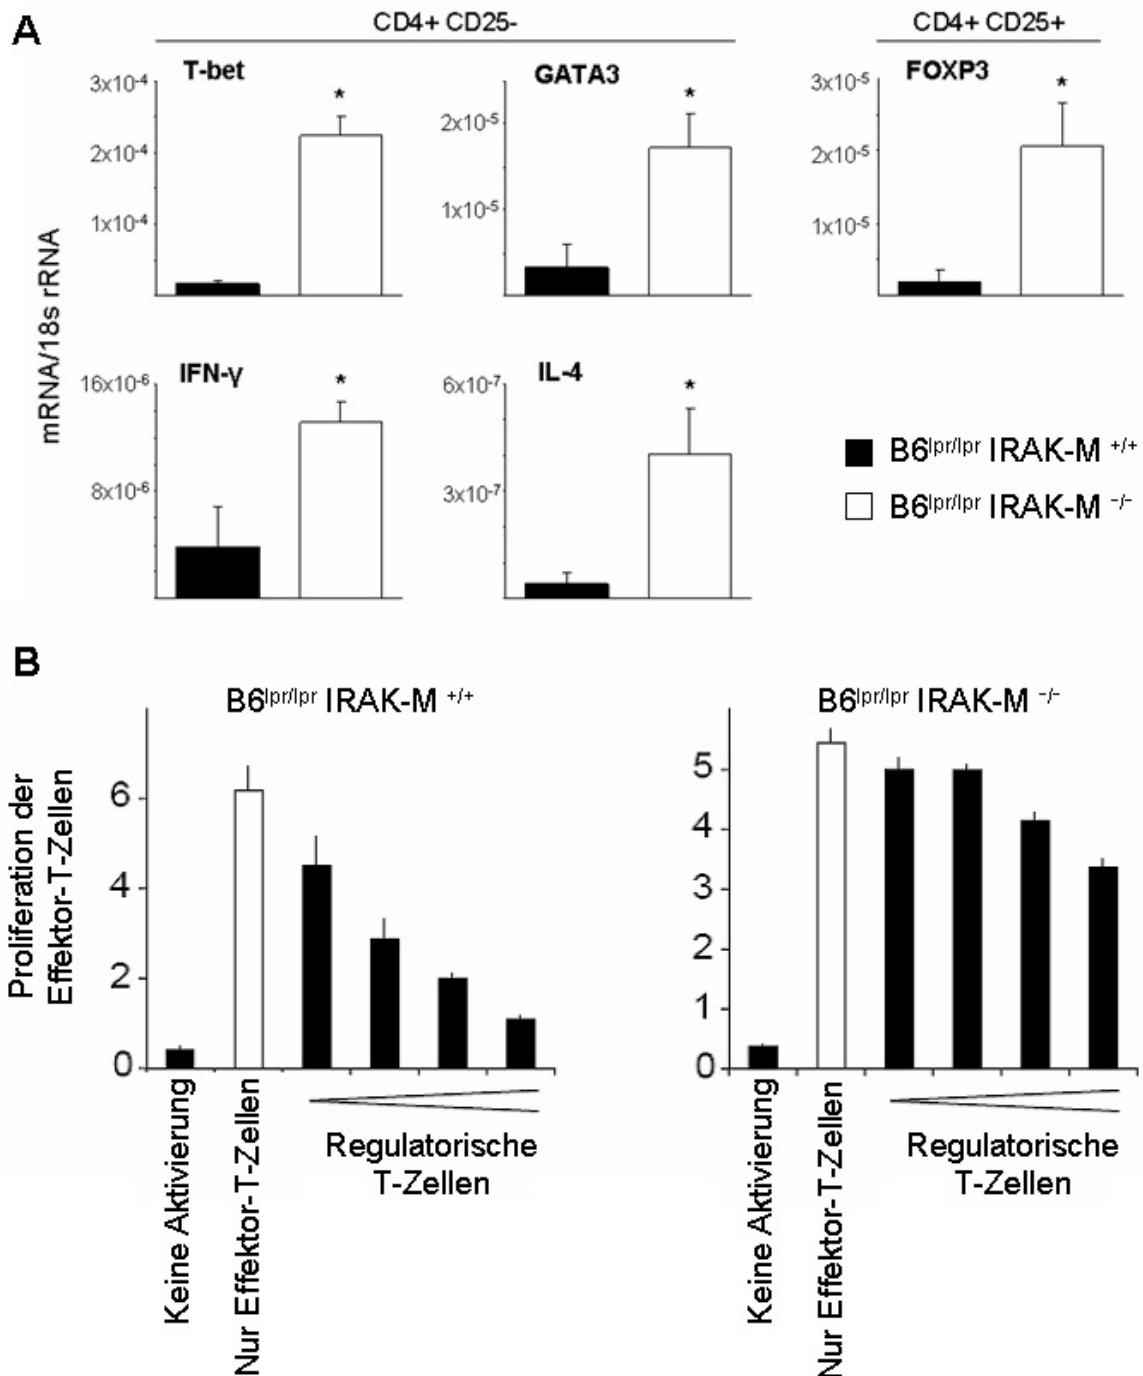 A
CD4+ CD25-
CD4+ CD25+
mRNA/18s rRNA
T-bet
3x10⁻⁴
2x10⁻⁴
1x10⁻⁴
*
GATA3
2x10⁻⁵
1x10⁻⁵
*
FOXP3
3x10⁻⁵
2x10⁻⁵
1x10⁻⁵
*
IFN-γ
16x10⁻⁶
8x10⁻⁶
*
IL-4
6x10⁻⁷
3x10⁻⁷
*
B6lpr/lpr IRAK-M +/+
B6lpr/lpr IRAK-M −/−
B
Proliferation der
Effektor-T-Zellen
B6lpr/lpr IRAK-M +/+
6
4
2
0
Keine Aktivierung
Nur Effektor-T-Zellen
Regulatorische
T-Zellen
B6lpr/lpr IRAK-M −/−
5
4
3
2
1
0
Keine Aktivierung
Nur Effektor-T-Zellen
Regulatorische
T-Zellen